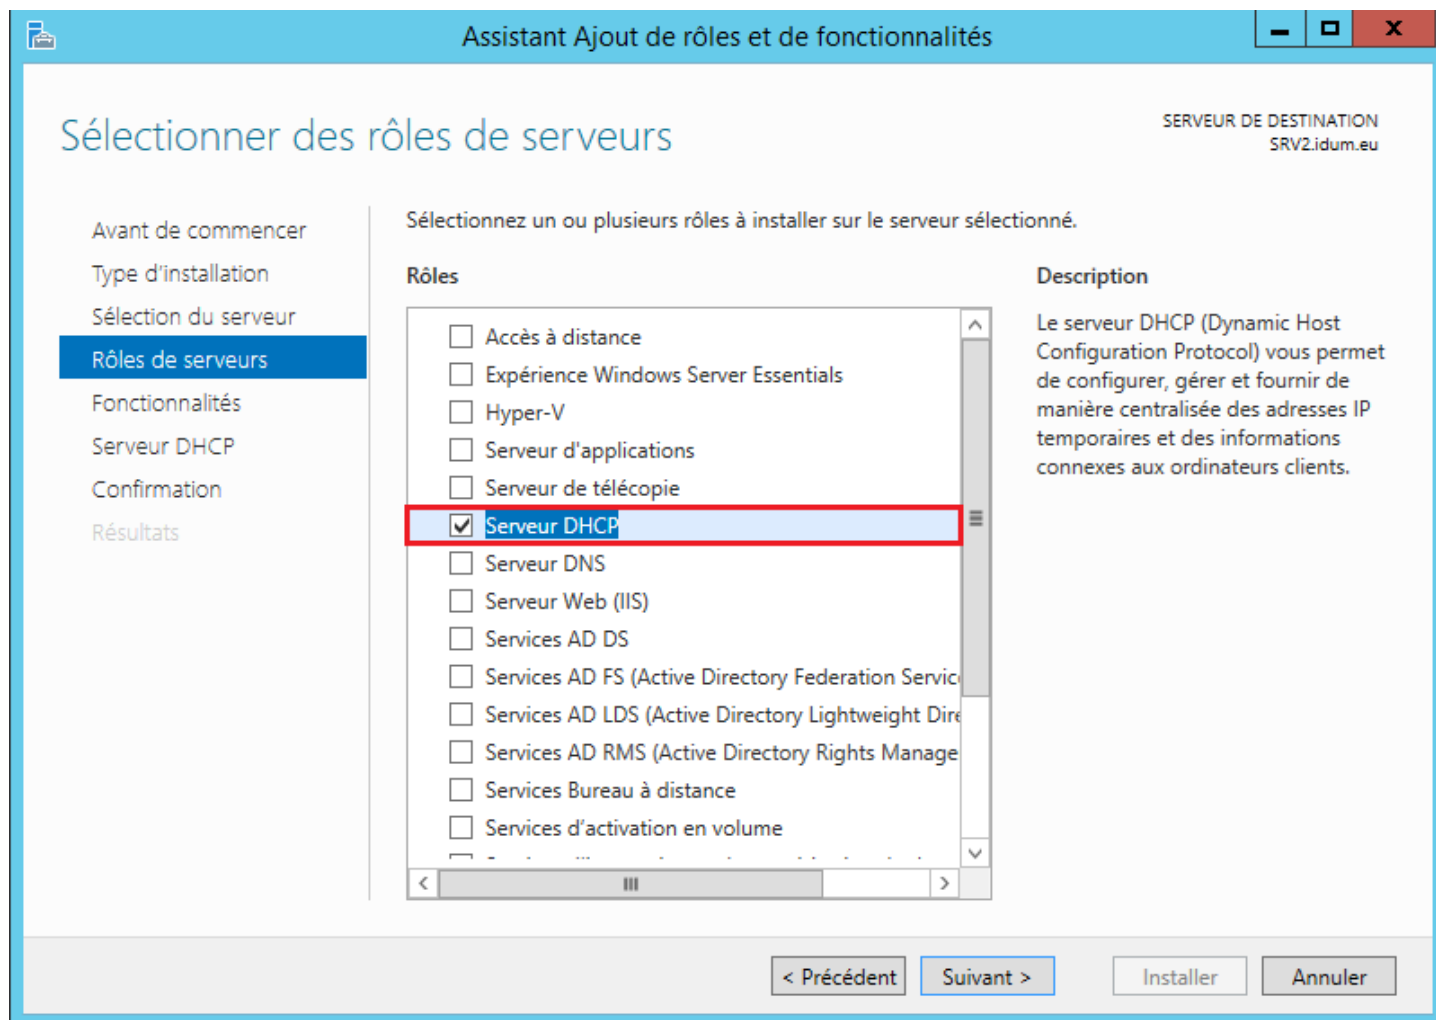 Assistant Ajout de rôles et de fonctionnalités
Sélectionner des rôles de serveurs
SERVEUR DE DESTINATION
SRV2.idum.eu
Avant de commencer
Type d'installation
Sélection du serveur
Rôles de serveurs
Fonctionnalités
Serveur DHCP
Confirmation
Résultats
Sélectionnez un ou plusieurs rôles à installer sur le serveur sélectionné.
Rôles
Accès à distance
Expérience Windows Server Essentials
Hyper-V
Serveur d'applications
Serveur de télécopie
Serveur DHCP
Serveur DNS
Serveur Web (IIS)
Services AD DS
Services AD FS (Active Directory Federation Servic
Services AD LDS (Active Directory Lightweight Dire
Services AD RMS (Active Directory Rights Manage
Services Bureau à distance
Services d’activation en volume
Description
Le serveur DHCP (Dynamic Host
Configuration Protocol) vous permet
de configurer, gérer et fournir de
manière centralisée des adresses IP
temporaires et des informations
connexes aux ordinateurs clients.
< Précédent
Suivant >
Installer
Annuler